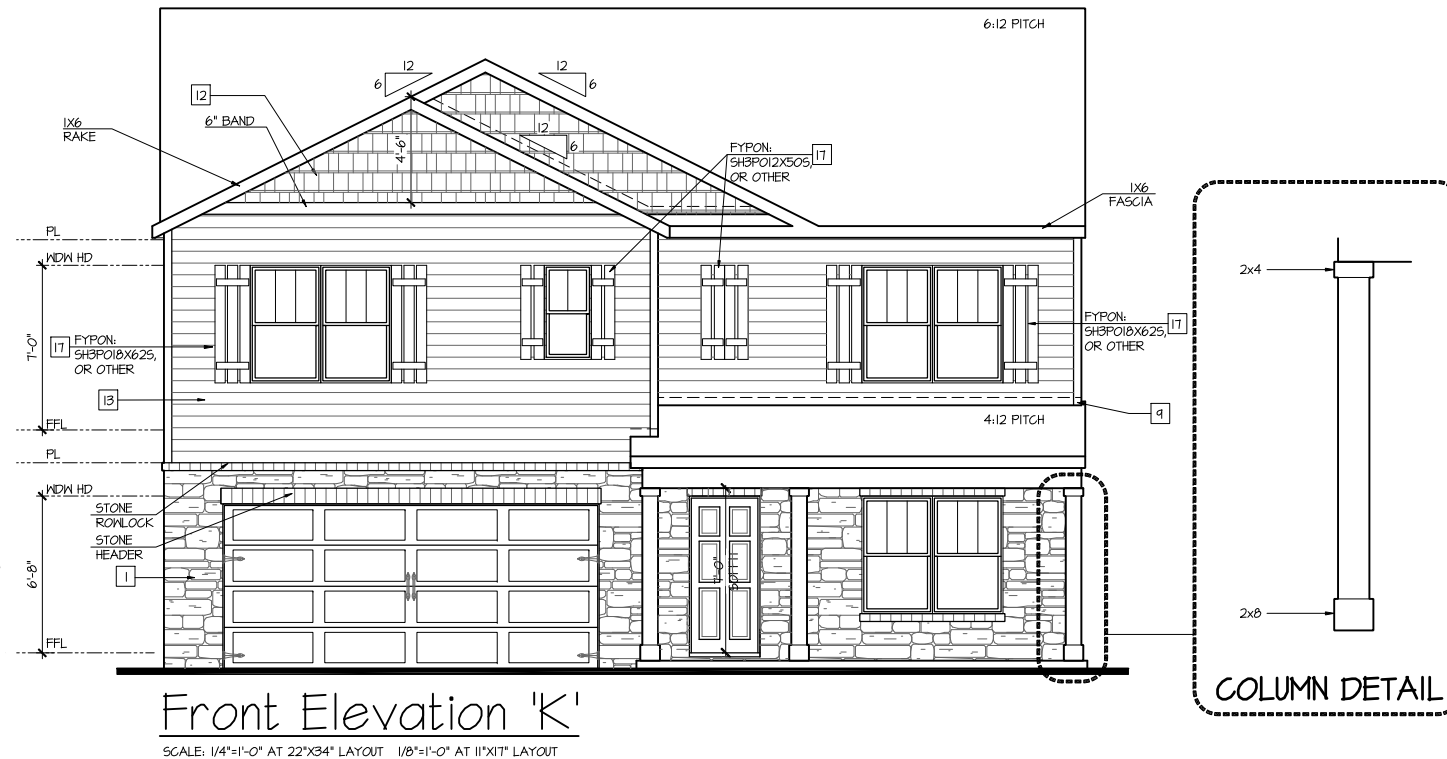 6:12 PITCH
12
6
12
6
12
6
12
1X6
RAKE
6" BAND
4'-6"
FYPON:
SH3PO12X50S,
OR OTHER
17
1X6
FASCIA
PL
WDW HD
7'-0"
17
FYPON:
SH3PO18X62S,
OR OTHER
FYPON:
SH3PO18X62S,
OR OTHER
17
13
9
4:12 PITCH
FFL
PL
WDW HD
STONE
ROWLOCK
STONE
HEADER
1
6'-8"
FFL
7'-0"
SOFFIT
2x4
2x8
COLUMN DETAIL
Front Elevation 'K'
SCALE: 1/4"=1'-0" AT 22"X34" LAYOUT 1/8"=1'-0" AT 11"X17" LAYOUT